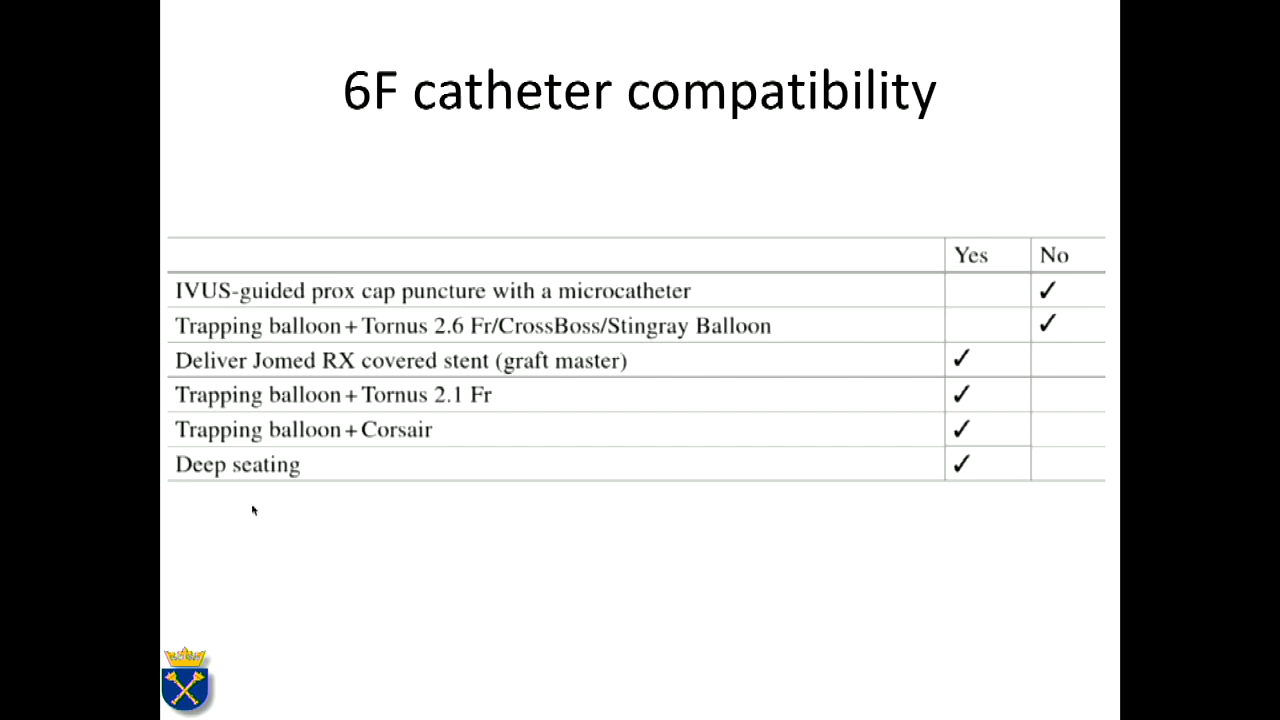 6F catheter compatibility
Yes No
IVUS-guided prox cap puncture with a microcatheter ✓
Trapping balloon + Tornus 2.6 Fr/CrossBoss/Stingray Balloon ✓
Deliver Jomed RX covered stent (graft master) ✓
Trapping balloon + Tornus 2.1 Fr ✓
Trapping balloon + Corsair ✓
Deep seating ✓